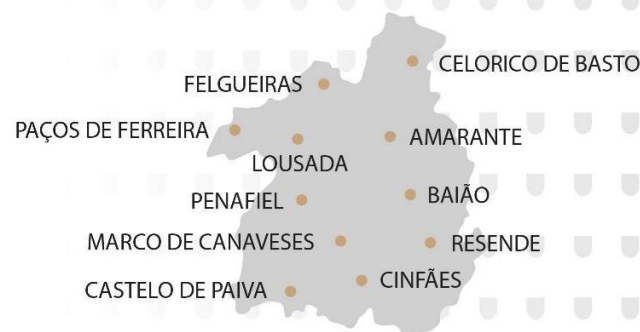 CELORICO DE BASTO
FELGUEIRAS
PAÇOS DE FERREIRA
AMARANTE
LOUSADA
PENAFIEL
BAIÃO
MARCO DE CANAVESES
RESENDE
CINFÃES
CASTELO DE PAIVA